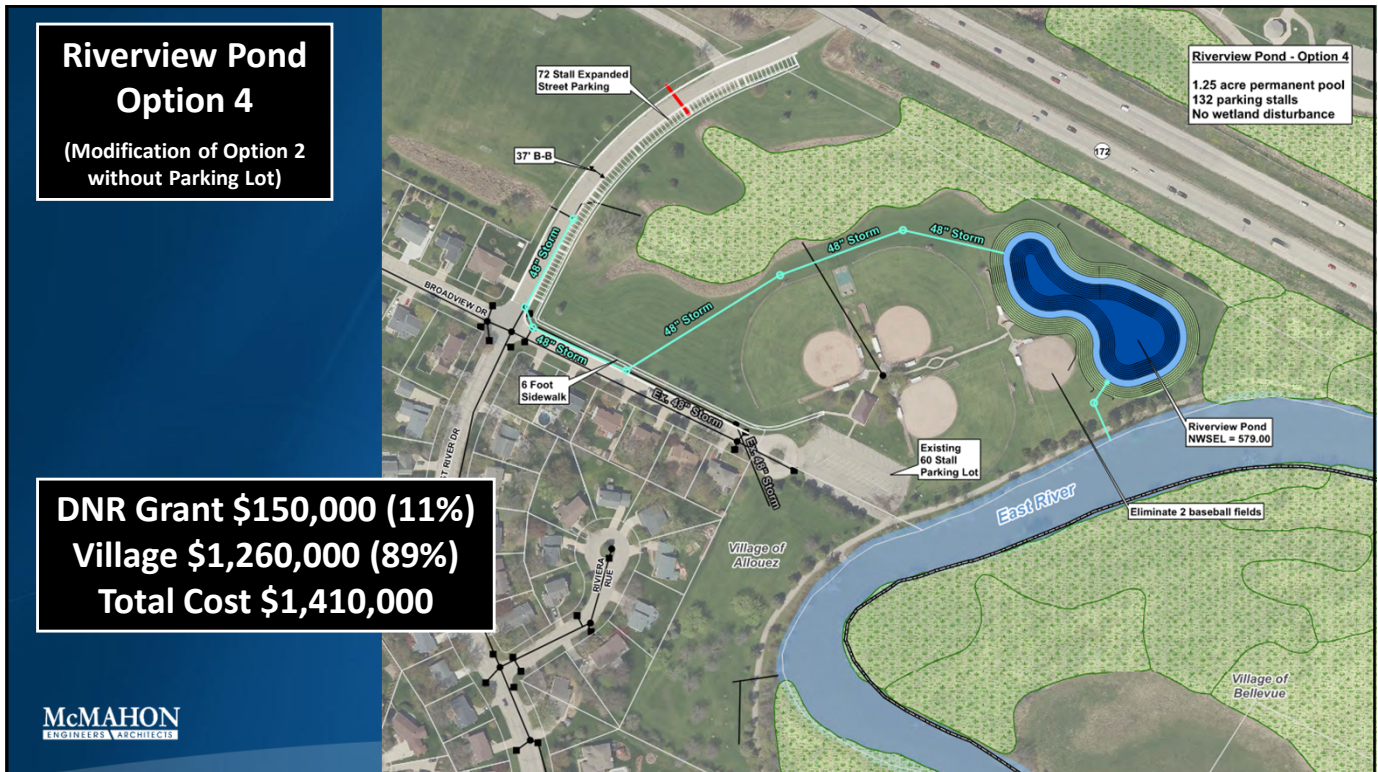 Riverview Pond
Option 4
(Modification of Option 2
without Parking Lot)
DNR Grant $150,000 (11%)
Village $1,260,000 (89%)
Total Cost $1,410,000
McMAHON
ENGINEERS ARCHITECTS
Riverview Pond - Option 4
1.25 acre permanent pool
132 parking stalls
No wetland disturbance
72 Stall Expanded
Street Parking
37' B-B
172
48" Storm
48" Storm
48" Storm
48" Storm
48" Storm
BROADVIEW DR
6 Foot
Sidewalk
Ex. 48" Storm
Ex. 48" Storm
ST RIVER DR
Existing
60 Stall
Parking Lot
Riverview Pond
NWSEL = 579.00
Eliminate 2 baseball fields
East River
Village of
Allouez
RIVIERA
RUE
Village of
Bellevue